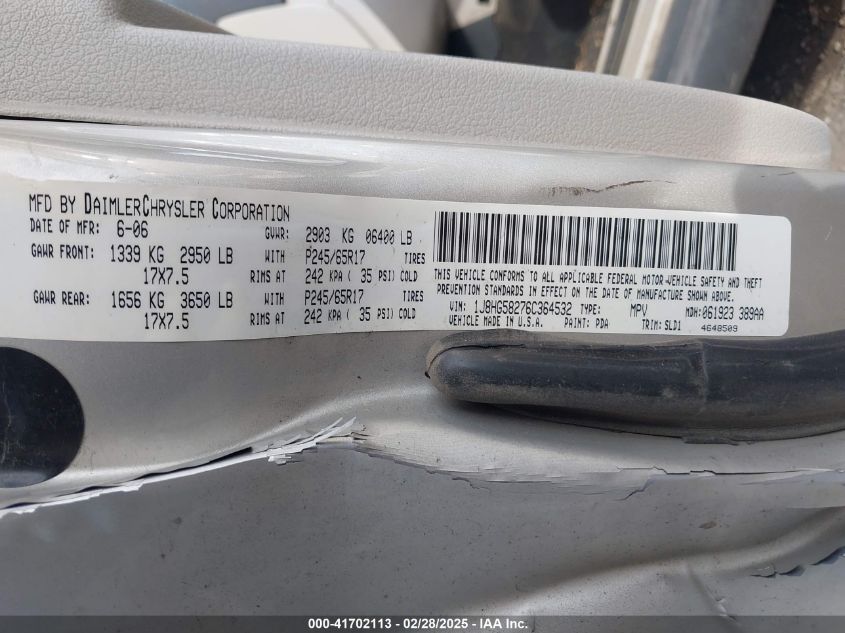 MFD BY DAIMLERCHRYSLER CORPORATION
DATE OF MFR: 6-06 GVWR: 2903 KG 06400 LB
GAWR FRONT: 1339 KG 2950 LB WITH P245/65R17 TIRES
17X7.5 RIMS AT 242 KPA ( 35 PSI) COLD
GAWR REAR: 1656 KG 3650 LB WITH P245/65R17 TIRES
17X7.5 RIMS AT 242 KPA ( 35 PSI) COLD
THIS VEHICLE CONFORMS TO ALL APPLICABLE FEDERAL MOTOR-VEHICLE SAFETY AND THEFT
PREVENTION STANDARDS IN EFFECT ON THE DATE OF MANUFACTURE SHOWN ABOVE.
VIN: 1J8HG58276C364532 TYPE: MPV MDH: 061923 389AA
VEHICLE MADE IN U.S.A. PAINT: PDA TRIM: SLD1 4648509
000-41702113 - 02/28/2025 - IAA Inc.